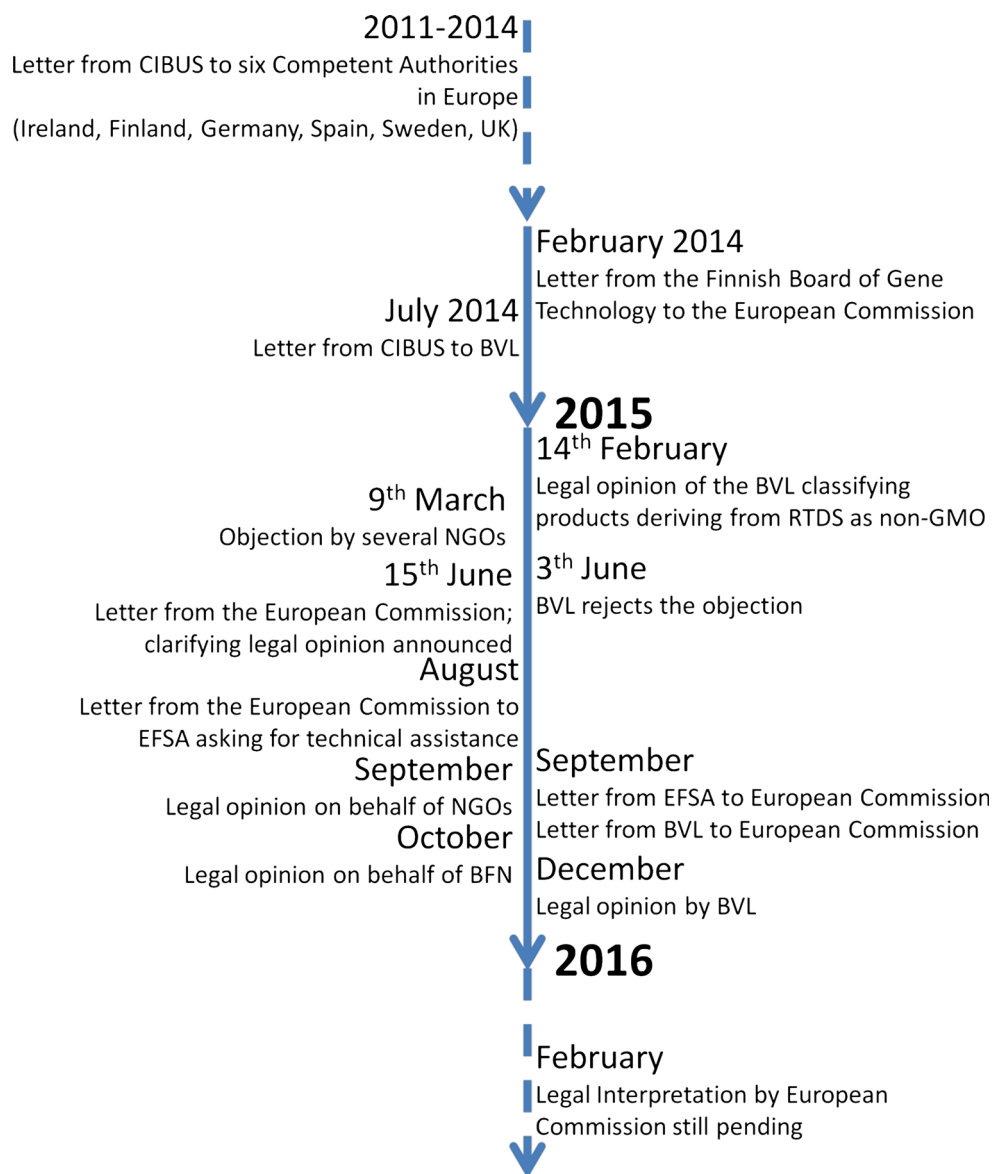 2011-2014
Letter from CIBUS to six Competent Authorities
in Europe
(Ireland, Finland, Germany, Spain, Sweden, UK)
February 2014
Letter from the Finnish Board of Gene
Technology to the European Commission
July 2014
Letter from CIBUS to BVL
2015
14th February
Legal opinion of the BVL classifying
products deriving from RTDS as non-GMO
9th March
Objection by several NGOs
3th June
BVL rejects the objection
15th June
Letter from the European Commission;
clarifying legal opinion announced
August
Letter from the European Commission to
EFSA asking for technical assistance
September
Legal opinion on behalf of NGOs
September
Letter from EFSA to European Commission
Letter from BVL to European Commission
October
Legal opinion on behalf of BFN
December
Legal opinion by BVL
2016
February
Legal Interpretation by European
Commission still pending